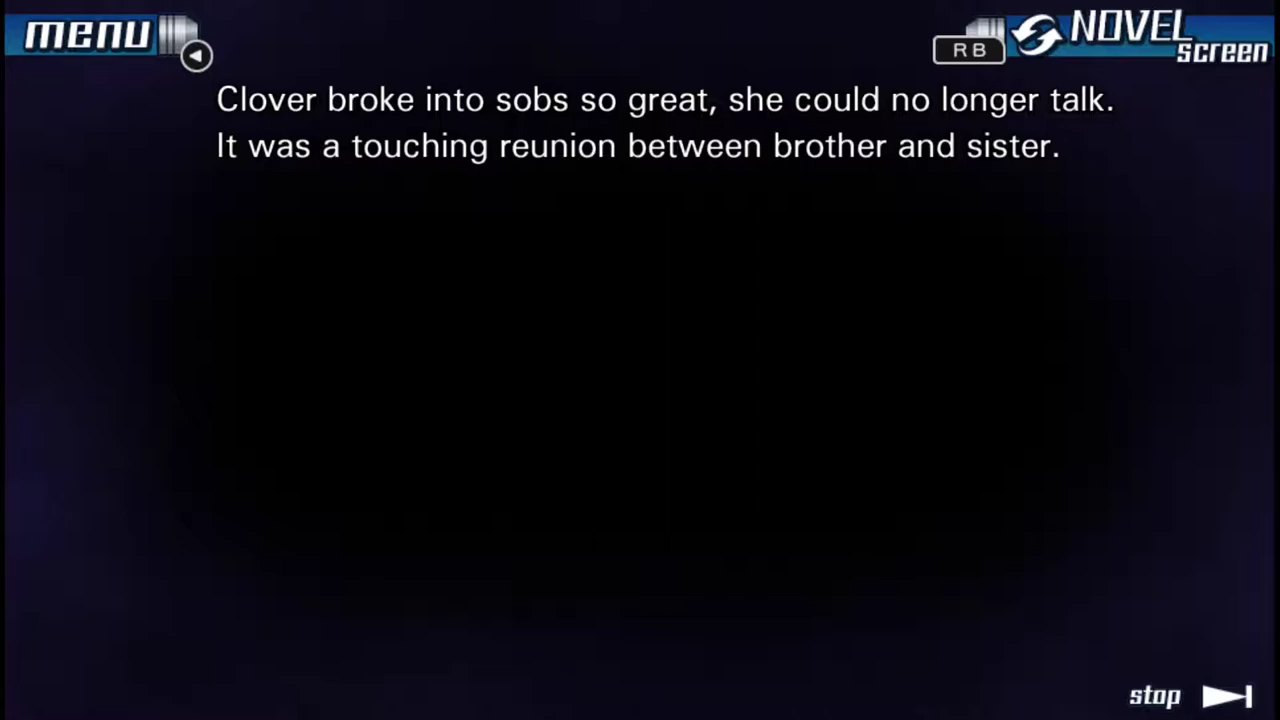 menu
RB
NOVEL
screen
Clover broke into sobs so great, she could no longer talk.
It was a touching reunion between brother and sister.
stop